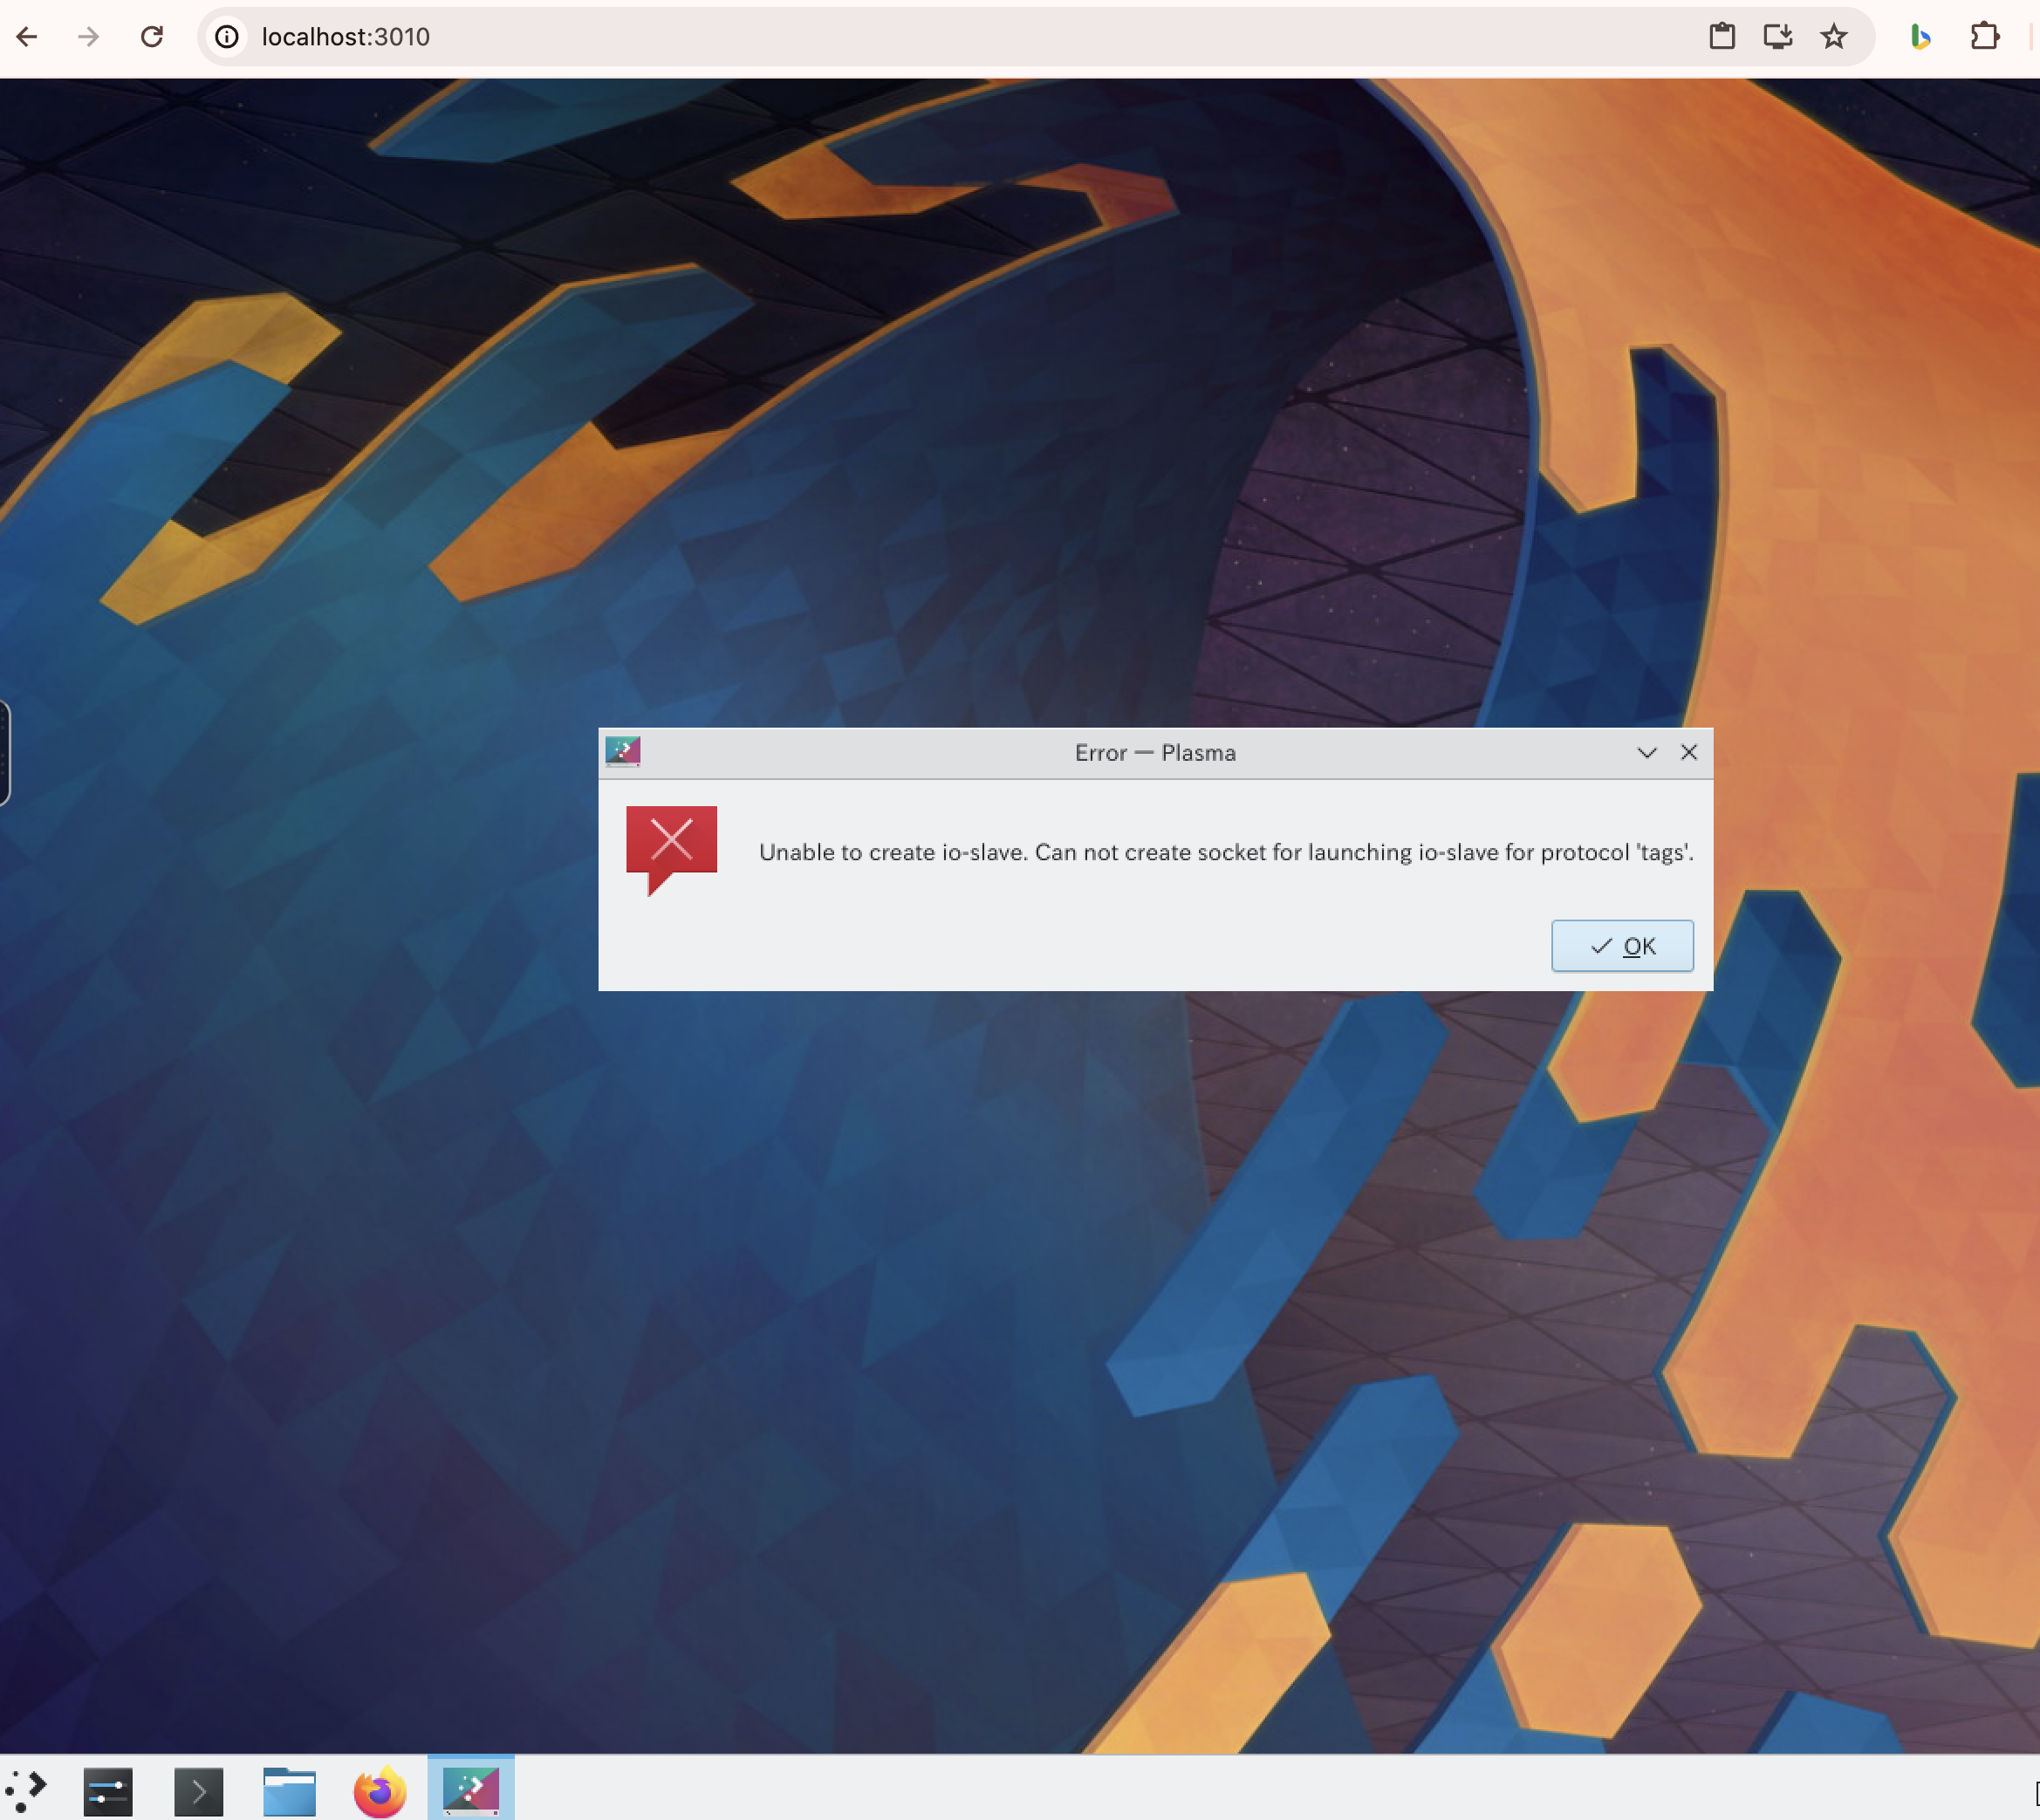 localhost:3010
Error — Plasma
Unable to create io-slave. Can not create socket for launching io-slave for protocol 'tags'.
OK